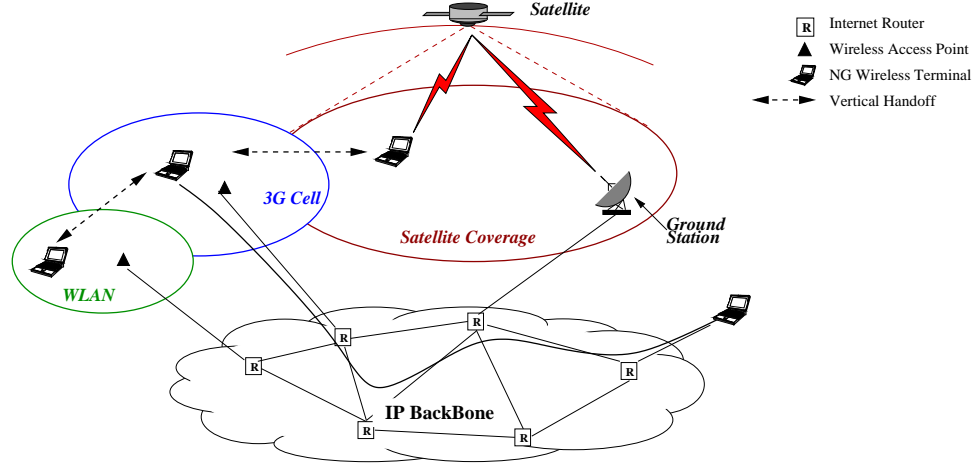 Satellite
R Internet Router
Wireless Access Point
NG Wireless Terminal
Vertical Handoff
3G Cell
Satellite Coverage
Ground
Station
WLAN
R
R
R
R
IP BackBone
R
R